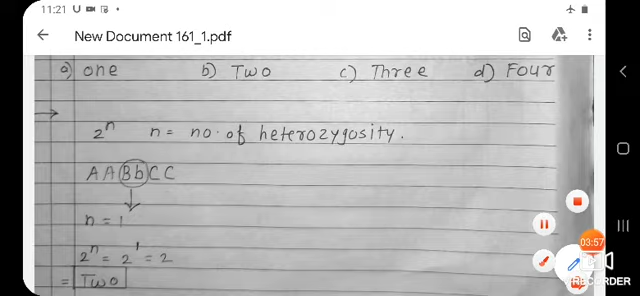 11:21
New Document 161_1.pdf
a) one b) Two c) Three d) Four
2ⁿ n = no. of heterozygosity.
AABbCC
n = 1
2ⁿ = 2¹ = 2
= Two
03:57
RECORDER